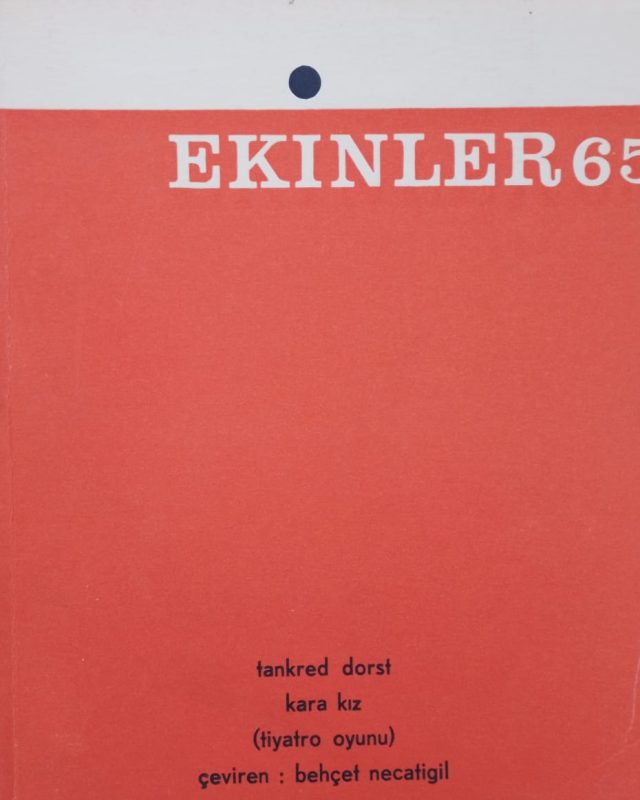 EKINLER 65
tankred dorst
kara kız
(tiyatro oyunu)
çeviren : behçet necatigil